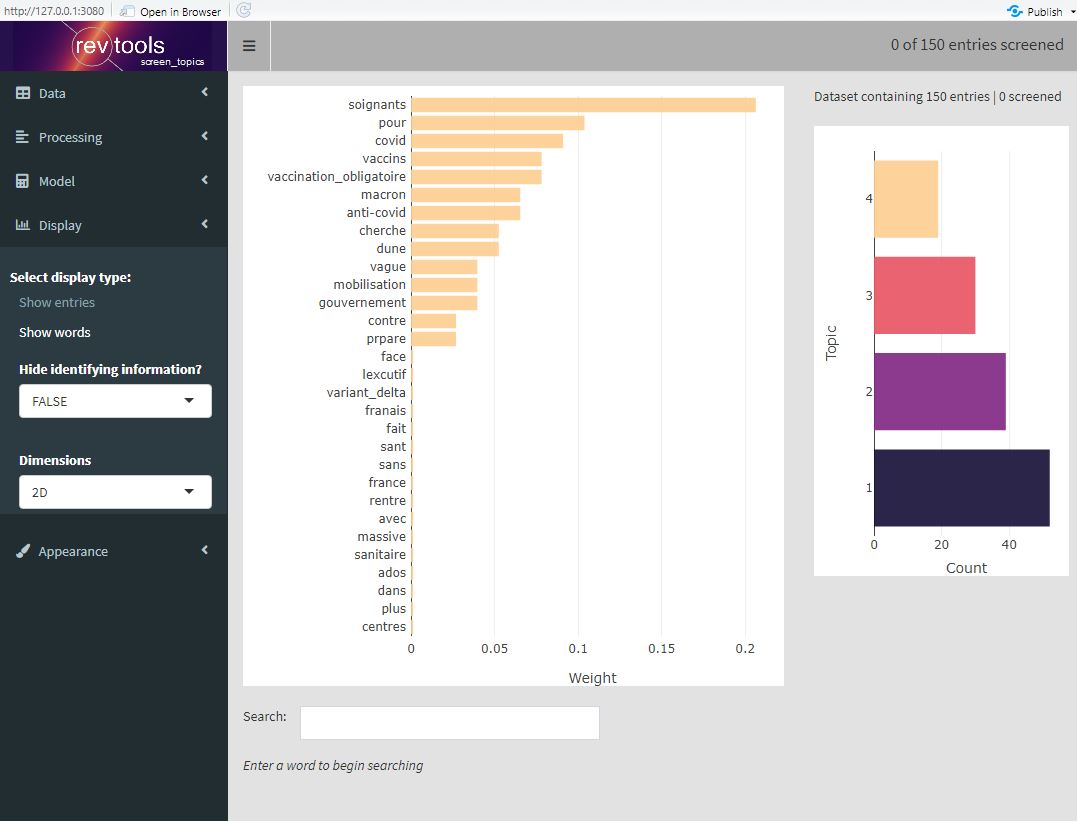 http://127.0.0.1:3080 Open in Browser Publish
revtools
screen_topics
0 of 150 entries screened
Data
Processing
Model
Display
Select display type:
Show entries
Show words
Hide identifying information?
FALSE
Dimensions
2D
Appearance
soignants
pour
covid
vaccins
vaccination_obligatoire
macron
anti-covid
cherche
dune
vague
mobilisation
gouvernement
contre
prpare
face
lexcutif
variant_delta
franais
fait
sant
sans
france
rentre
avec
massive
sanitaire
ados
dans
plus
centres
0 0.05 0.1 0.15 0.2
Weight
Search:
Enter a word to begin searching
Dataset containing 150 entries | 0 screened
4
3
2
1
Topic
0 20 40
Count